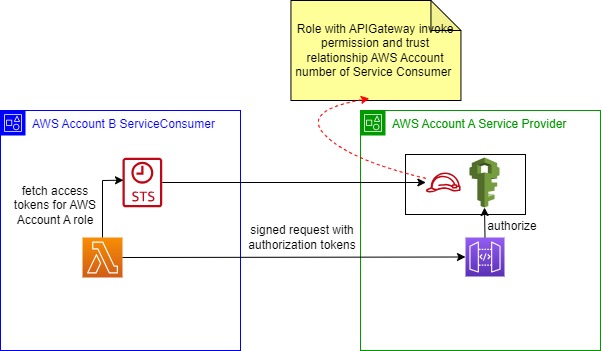 Role with APIGateway invoke
permission and trust
relationship AWS Account
number of Service Consumer
AWS Account B ServiceConsumer
AWS Account A Service Provider
STS
fetch access
tokens for AWS
Account A role
signed request with
authorization tokens
authorize